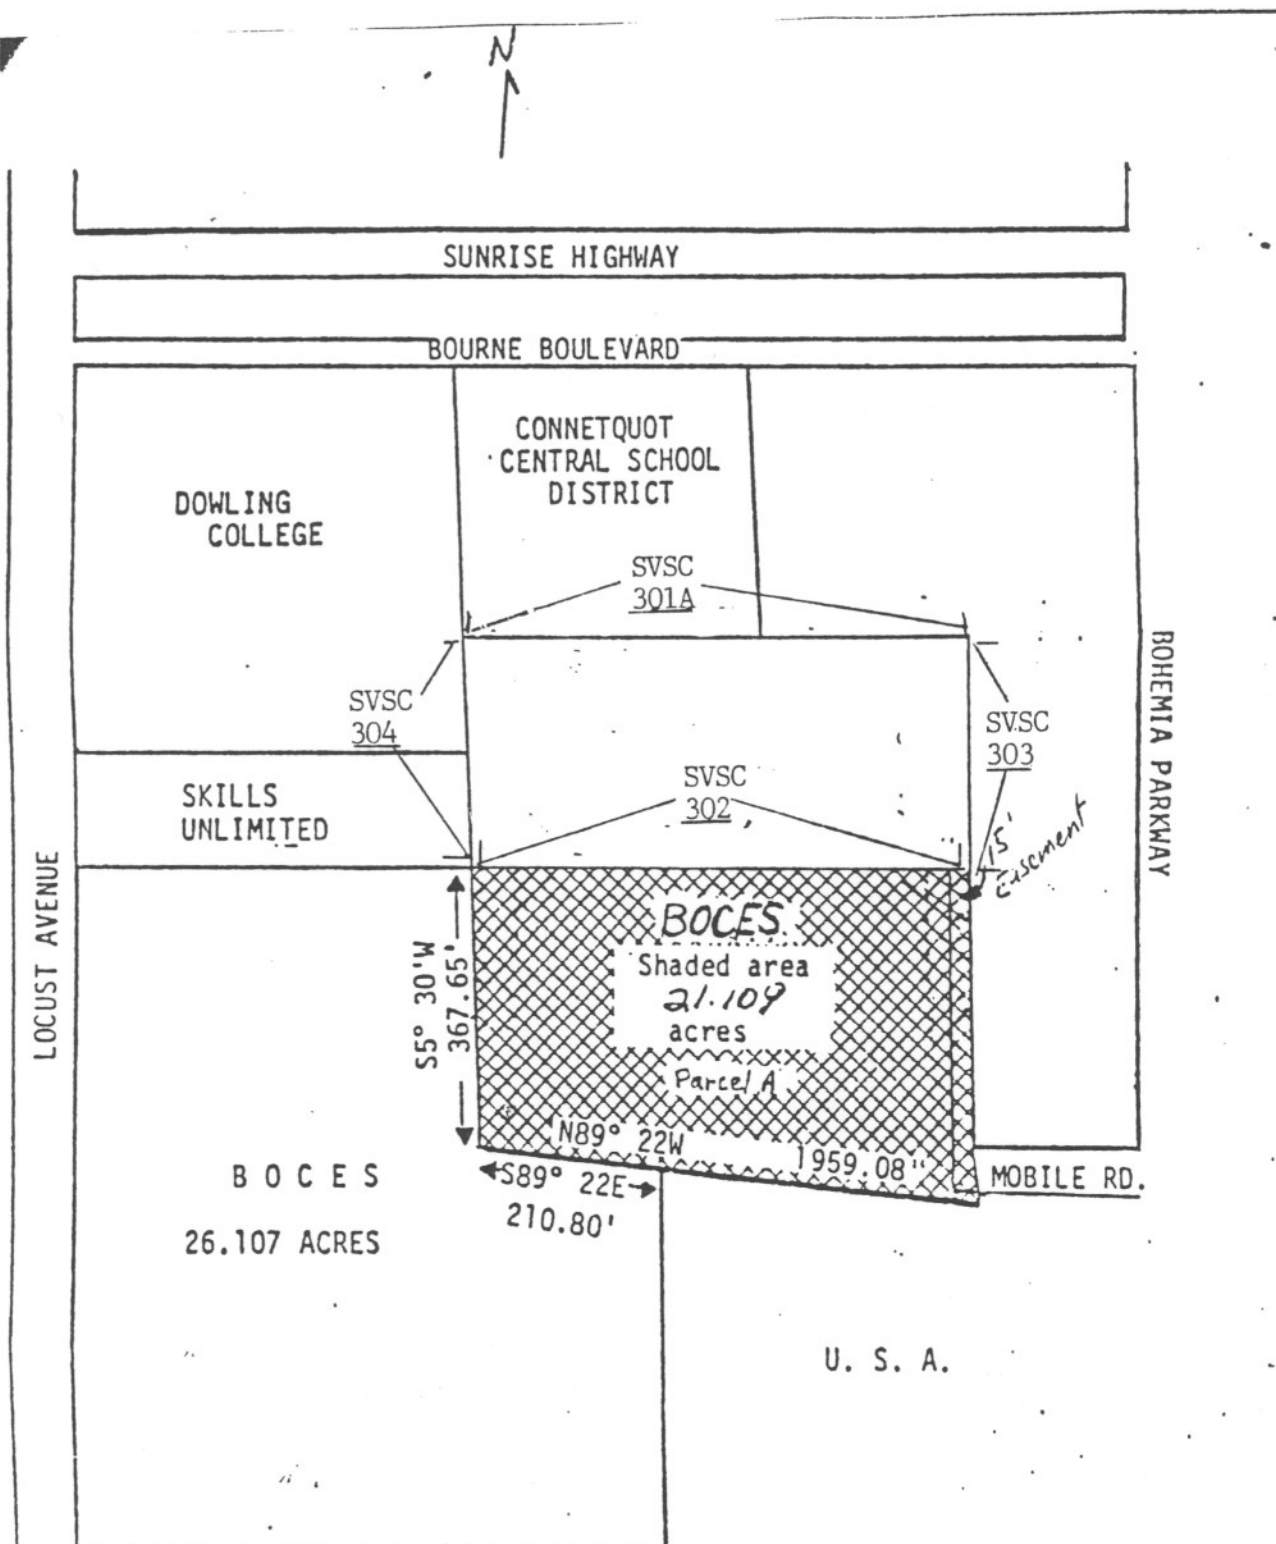 N
SUNRISE HIGHWAY
BOURNE BOULEVARD
CONNETQUOT
CENTRAL SCHOOL
DISTRICT
DOWLING
COLLEGE
SVSC
301A
SVSC
304
SVSC
303
SVSC
302
SKILLS
UNLIMITED
15'
Easement
BOHEMIA PARKWAY
LOCUST AVENUE
S5° 30'W
367.65'
BOCES
Shaded area
21.109
acres
Parcel A
N89° 22W 1959.08"
S89° 22E
210.80'
MOBILE RD.
B O C E S
26.107 ACRES
U. S. A.